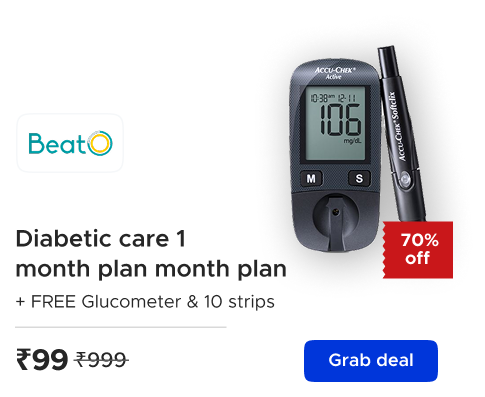 ACCU-CHEK®
Active
10:38am 12-11
106
mg/dL
M S
ACCU-CHEK® Softclix
BeatO
70%
off
Diabetic care 1
month plan month plan
+ FREE Glucometer & 10 strips
₹99 ₹999
Grab deal